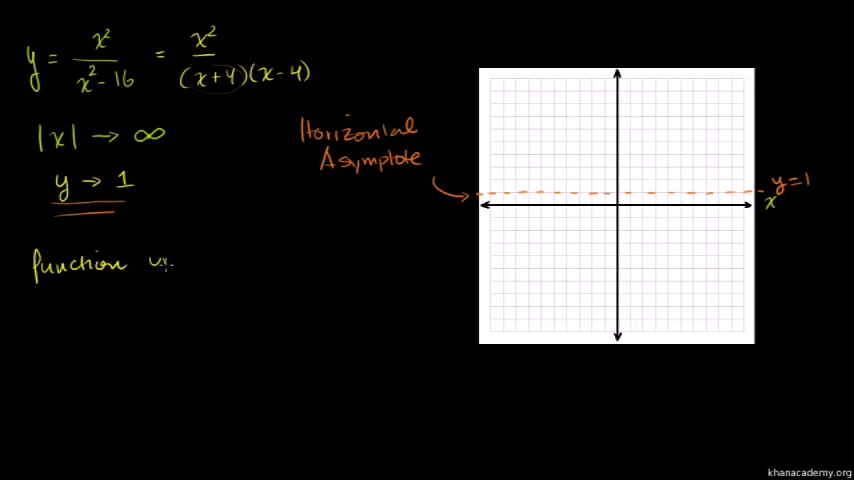 y = x²/(x² - 16) = x²/((x+4)(x-4))
|x| → ∞
y → 1
Horizontal
Asymptote
y=1
x
function
khanacademy.org